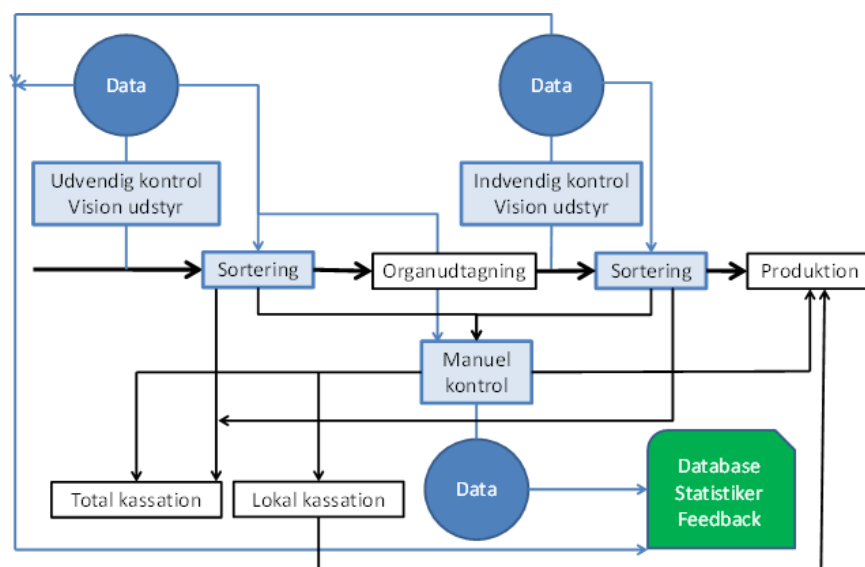 Data
Data
Udvendig kontrol
Vision udstyr
Indvendig kontrol
Vision udstyr
Sortering
Organudtagning
Sortering
Produktion
Manuel
kontrol
Total kassation
Lokal kassation
Data
Database
Statistiker
Feedback